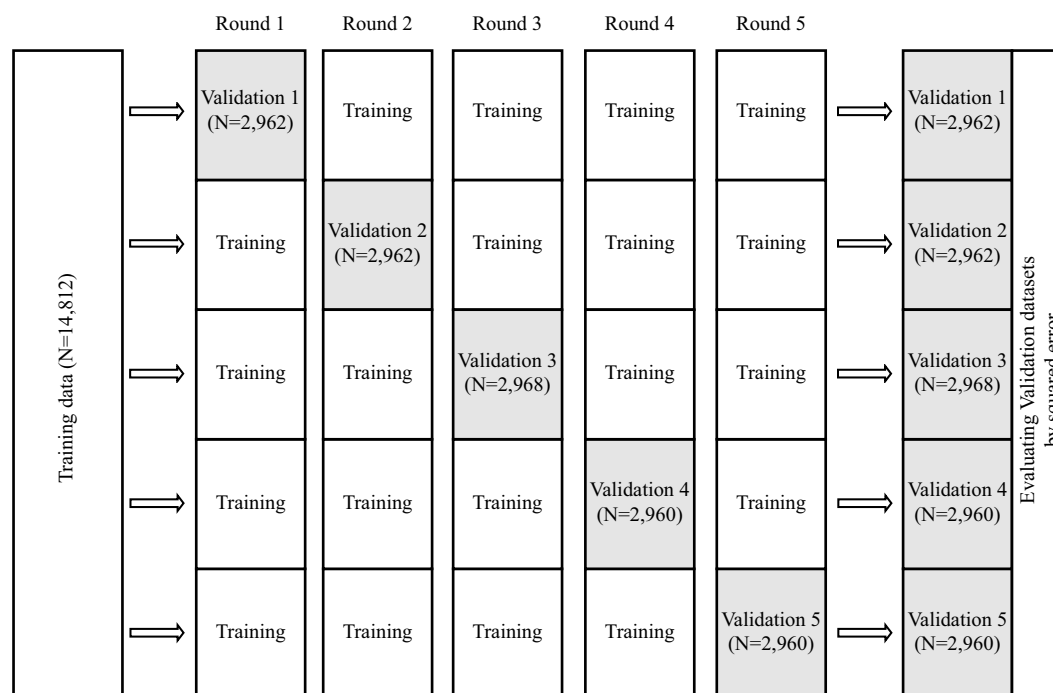 Round 1 Round 2 Round 3 Round 4 Round 5
Training data (N=14,812)
Validation 1
(N=2,962)
Training
Training
Training
Training
Validation 1
(N=2,962)
Training
Validation 2
(N=2,962)
Training
Training
Training
Validation 2
(N=2,962)
Training
Training
Validation 3
(N=2,968)
Training
Training
Validation 3
(N=2,968)
Training
Training
Training
Validation 4
(N=2,960)
Training
Validation 4
(N=2,960)
Training
Training
Training
Training
Validation 5
(N=2,960)
Validation 5
(N=2,960)
Evaluating Validation datasets
by squared error